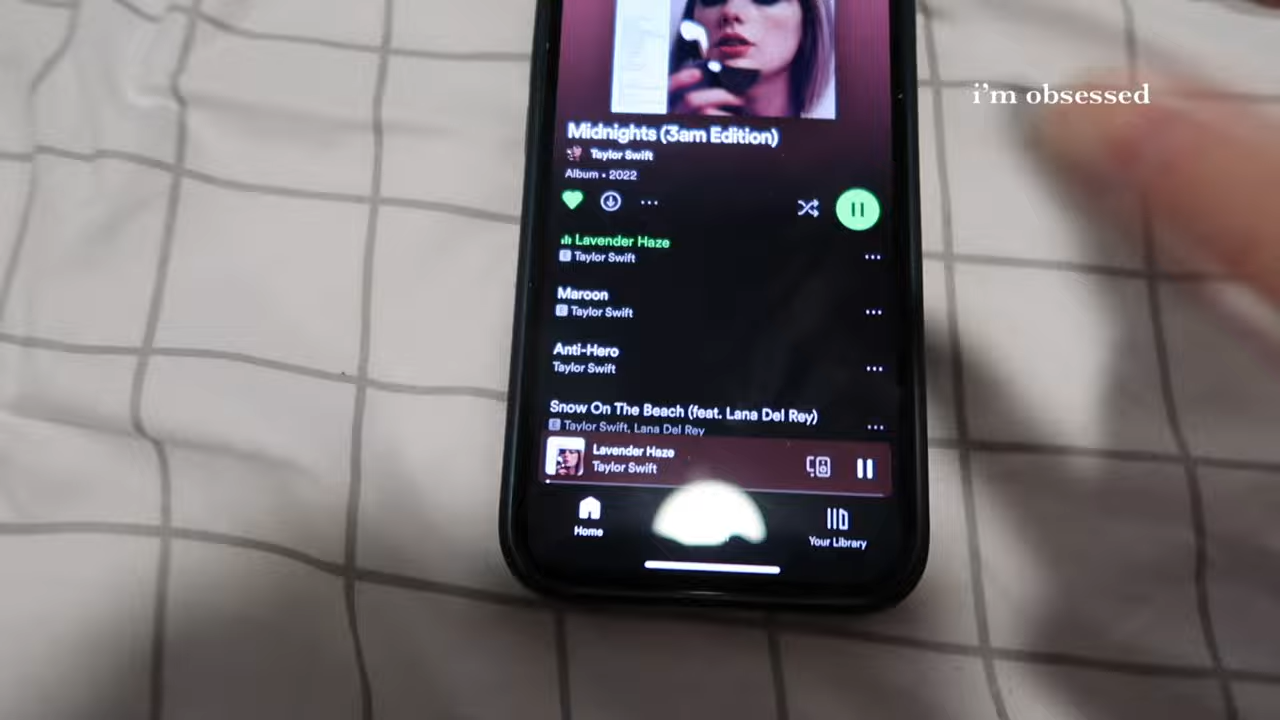 i'm obsessed
Midnights (3am Edition)
Taylor Swift
Album • 2022
Lavender Haze
E Taylor Swift
Maroon
E Taylor Swift
Anti-Hero
Taylor Swift
Snow On The Beach (feat. Lana Del Rey)
E Taylor Swift, Lana Del Rey
Lavender Haze
Taylor Swift
Home
Your Library